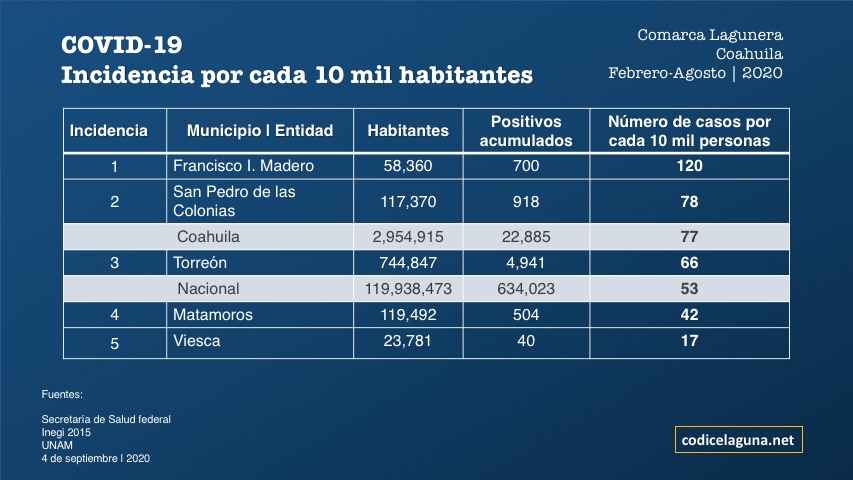 COVID-19
Incidencia por cada 10 mil habitantes
Comarca Lagunera
Coahuila
Febrero-Agosto | 2020
Incidencia Municipio | Entidad Habitantes Positivos acumulados Número de casos por cada 10 mil personas
1 Francisco I. Madero 58,360 700 120
2 San Pedro de las Colonias 117,370 918 78
Coahuila 2,954,915 22,885 77
3 Torreón 744,847 4,941 66
Nacional 119,938,473 634,023 53
4 Matamoros 119,492 504 42
5 Viesca 23,781 40 17
Fuentes:
Secretaría de Salud federal
Inegi 2015
UNAM
4 de septiembre | 2020
codicelaguna.net